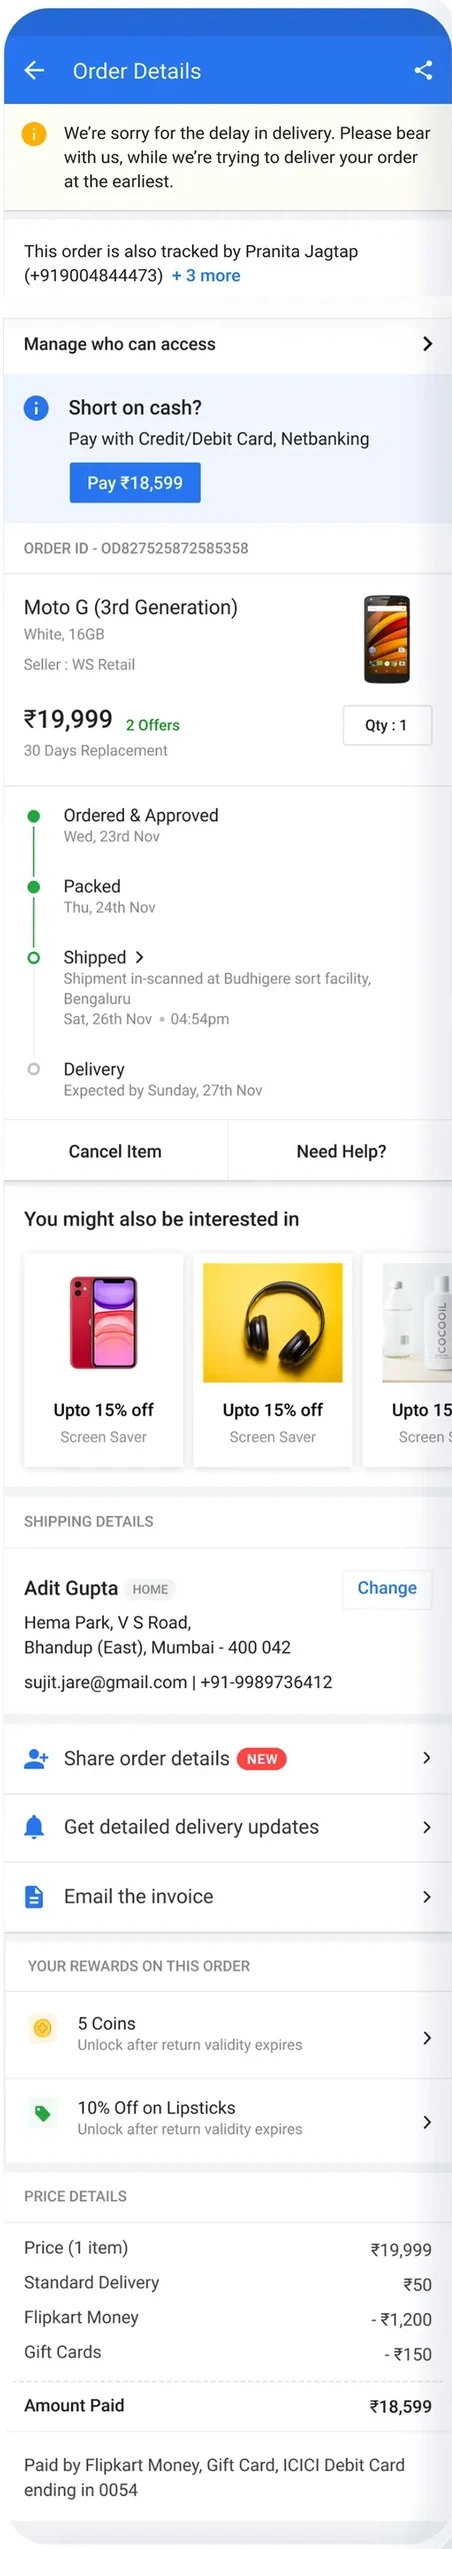 Order Details
We're sorry for the delay in delivery. Please bear
with us, while we're trying to deliver your order
at the earliest.
This order is also tracked by Pranita Jagtap
(+919004844473) + 3 more
Manage who can access
Short on cash?
Pay with Credit/Debit Card, Netbanking
Pay ₹18,599
ORDER ID - OD827525872585358
Moto G (3rd Generation)
White, 16GB
Seller : WS Retail
₹19,999 2 Offers
Qty : 1
30 Days Replacement
Ordered & Approved
Wed, 23rd Nov
Packed
Thu, 24th Nov
Shipped
Shipment in-scanned at Budhigere sort facility,
Bengaluru
Sat, 26th Nov • 04:54pm
Delivery
Expected by Sunday, 27th Nov
Cancel Item
Need Help?
You might also be interested in
COCOOIL
Upto 15% off
Screen Saver
Upto 15% off
Screen Saver
Upto 15
Screen S
SHIPPING DETAILS
Adit Gupta HOME
Change
Hema Park, V S Road,
Bhandup (East), Mumbai - 400 042
sujit.jare@gmail.com | +91-9989736412
Share order details NEW
Get detailed delivery updates
Email the invoice
YOUR REWARDS ON THIS ORDER
5 Coins
Unlock after return validity expires
10% Off on Lipsticks
Unlock after return validity expires
PRICE DETAILS
Price (1 item) ₹19,999
Standard Delivery ₹50
Flipkart Money - ₹1,200
Gift Cards - ₹150
Amount Paid ₹18,599
Paid by Flipkart Money, Gift Card, ICICI Debit Card
ending in 0054